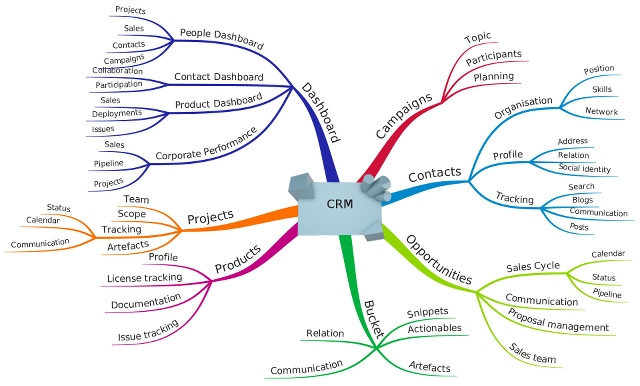 CRM
Dashboard
People Dashboard
Projects
Sales
Contacts
Campaigns
Contact Dashboard
Collaboration
Participation
Product Dashboard
Sales
Deployments
Issues
Corporate Performance
Sales
Pipeline
Projects
Campaigns
Topic
Participants
Planning
Contacts
Organisation
Position
Skills
Network
Profile
Address
Relation
Social identity
Tracking
Search
Blogs
Communication
Posts
Opportunities
Sales Cycle
Calendar
Status
Pipeline
Communication
Proposal management
Sales team
Bucket
Snippets
Actionables
Artefacts
Relation
Communication
Products
Profile
License tracking
Documentation
Issue tracking
Projects
Team
Scope
Tracking
Status
Calendar
Communication
Artefacts